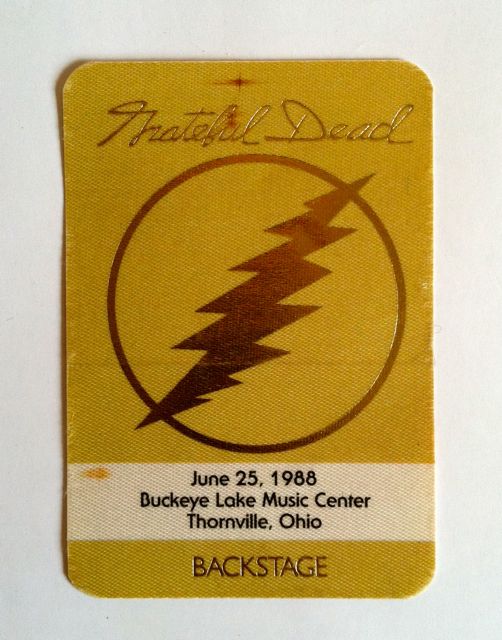 Grateful Dead
June 25, 1988
Buckeye Lake Music Center
Thornville, Ohio
BACKSTAGE